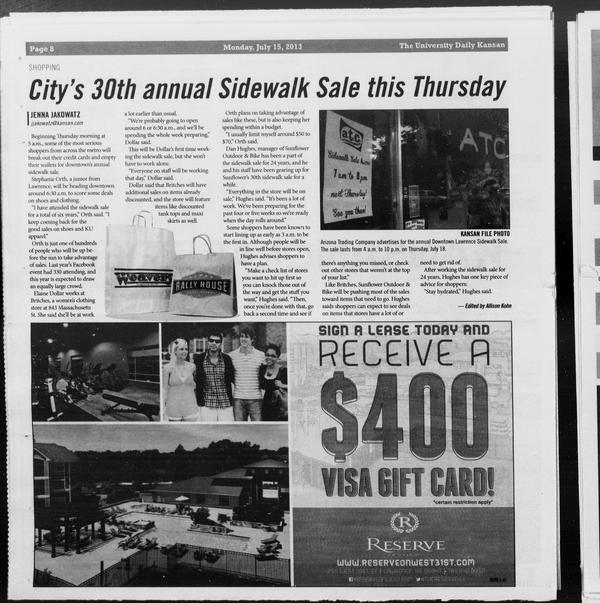 Page 8
Monday, July 15, 2013
The University Daily Kansan
SHOPPING
City's 30th annual Sidewalk Sale this Thursday
JENNA JAKOWATZ
jjakowatz@kansan.com
Beginning Thursday morning at
5 a.m., some of the most serious
shoppers from across the metro will
break out their credit cards and empty
their wallets for downtown's annual
sidewalk sale.
Stephanie Orth, a junior from
Lawrence, will be heading downtown
around 6:30 a.m. to score some deals
on shoes and clothing.
"I have attended the sidewalk sale
for a total of six years," Orth said. "I
keep coming back for the
good sales on shoes and KU
apparel."
Orth is just one of hundreds
of people who will be up be-
fore the sun to take advantage
of sales. Last year's Facebook
event had 330 attending, and
this year is expected to draw
an equally large crowd.
Elaine Dollar works at
Britches, a women's clothing
store at 843 Massachusetts
St. She said she'll be at work
a lot earlier than usual.
"We're probably going to open
around 6 or 6:30 a.m., and we'll be
spending the whole week preparing,"
Dollar said.
This will be Dollar's first time work-
ing the sidewalk sale, but she won't
have to work alone.
"Everyone on staff will be working
that day," Dollar said.
Dollar said that Britches will have
additional sales on items already
discounted, and the store will feature
items like discounted
tank tops and maxi
skirts as well.
WEAVER'S
RALLY HOUSE
Orth plans on taking advantage of
sales like these, but is also keeping her
spending within a budget.
"I usually limit myself around $50 to
$70," Orth said.
Dan Hughes, manager of Sunflower
Outdoor & Bike has been a part of
the sidewalk sale for 24 years, and he
and his staff have been gearing up for
Sunflower's 30th sidewalk sale for a
while.
"Everything in the store will be on
sale," Hughes said. "It's been a lot of
work. We've been preparing for the
past four or five weeks so we're ready
when the day rolls around."
Some shoppers have been known to
start lining up as early as 3 a.m. to be
the first in. Although people will be
in line well before stores open,
Hughes advises shoppers to
have a plan.
"Make a check list of stores
you want to hit up first so
you can knock those out of
the way and get the stuff you
want," Hughes said. "Then,
once you're done with that, go
back a second time and see if
atc
Sidewalk Sale hours
7 am to 8 pm
next Thursday!
See you then
ATC
KANSAN FILE PHOTO
Arizona Trading Company advertises for the annual Downtown Lawrence Sidewalk Sale.
The sale lasts from 4 a.m. to 10 p.m. on Thursday, July 18.
there's anything you missed, or check
out other stores that weren't at the top
of your list."
Like Britches, Sunflower Outdoor &
Bike will be pushing most of the sales
toward items that need to go. Hughes
saids shoppers can expect to see deals
on items that stores have a lot of or
need to get rid of.
After working the sidewalk sale for
24 years, Hughes has one key piece of
advice for shoppers:
"Stay hydrated," Hughes said.
— Edited by Allison Kohn
SIGN A LEASE TODAY AND
RECEIVE A
$400
VISA GIFT CARD!
*certain restriction apply*
R
RESERVE
WWW.RESERVEONWEST31ST.COM